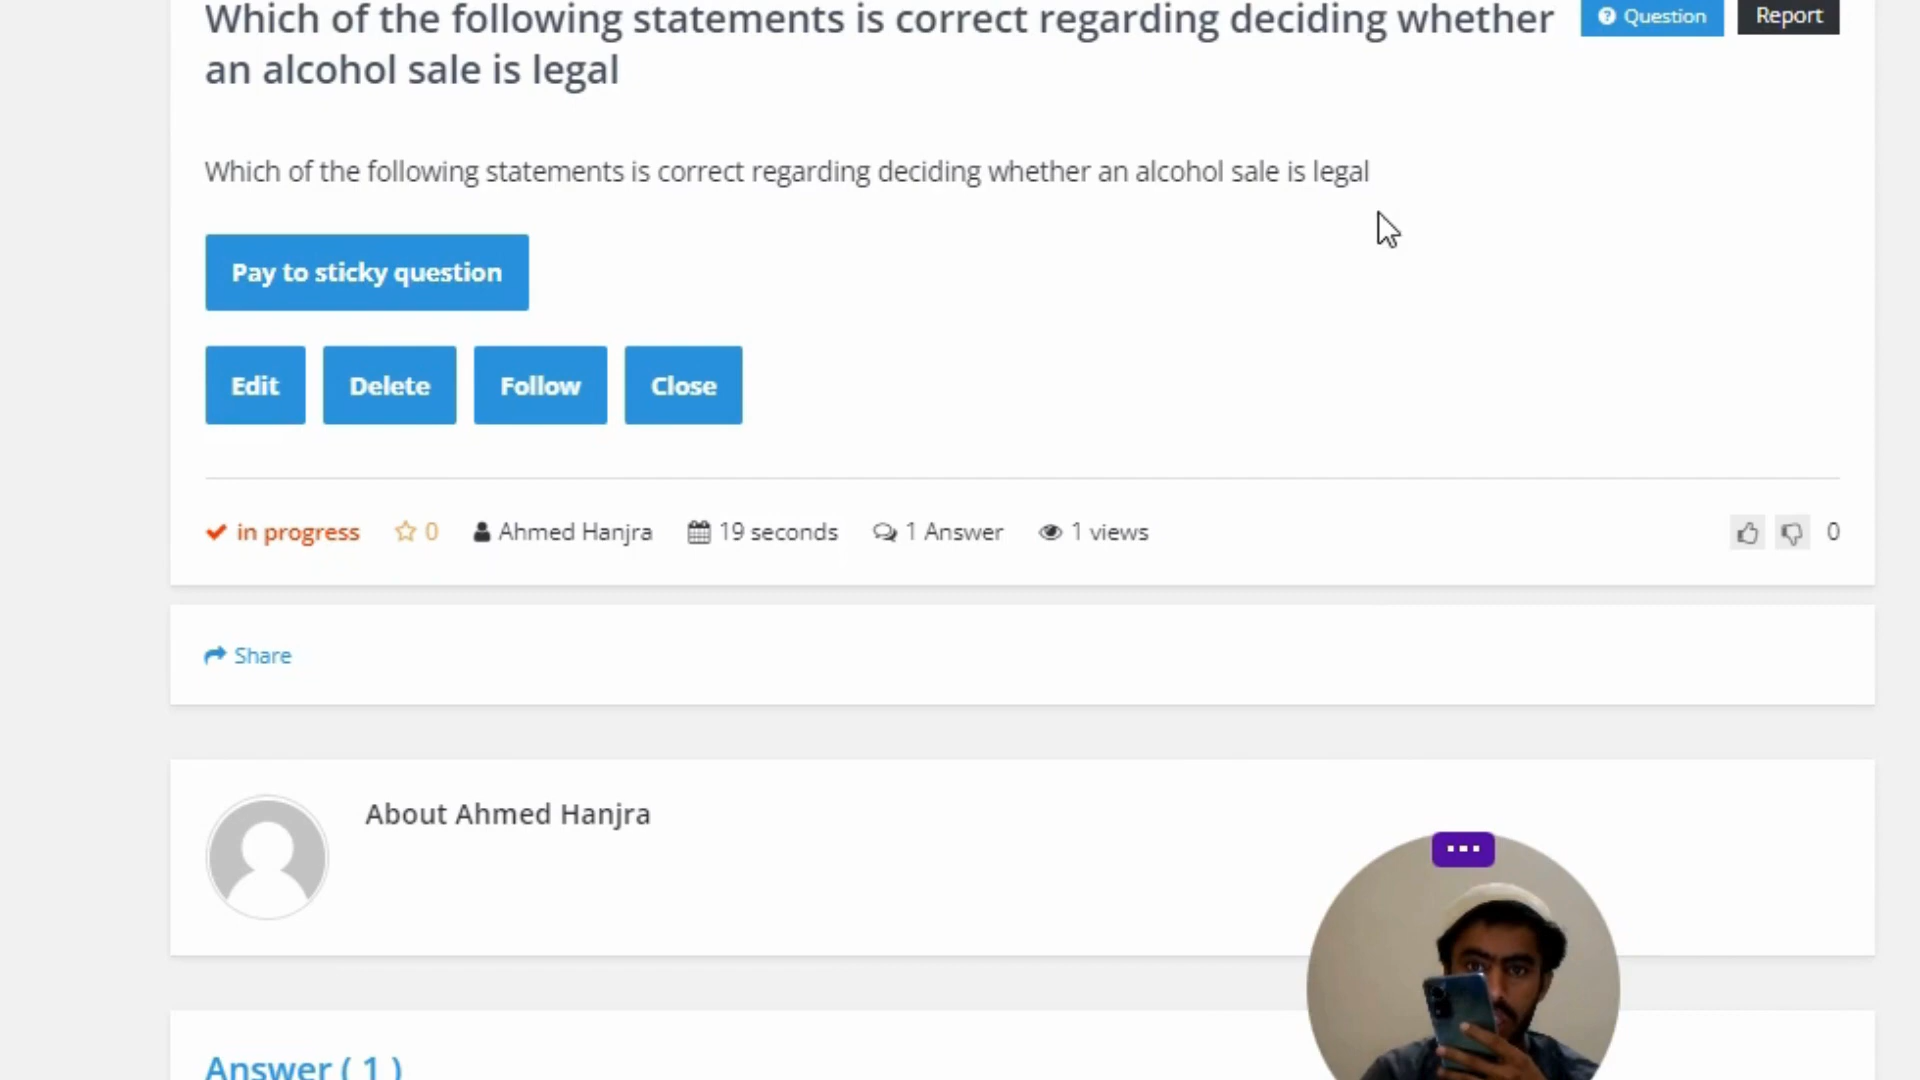 Which of the following statements is correct regarding deciding whether
an alcohol sale is legal
Question
Report
Which of the following statements is correct regarding deciding whether an alcohol sale is legal
Pay to sticky question
Edit
Delete
Follow
Close
in progress
0
Ahmed Hanjra
19 seconds
1 Answer
1 views
0
Share
About Ahmed Hanjra
Answer ( 1 )